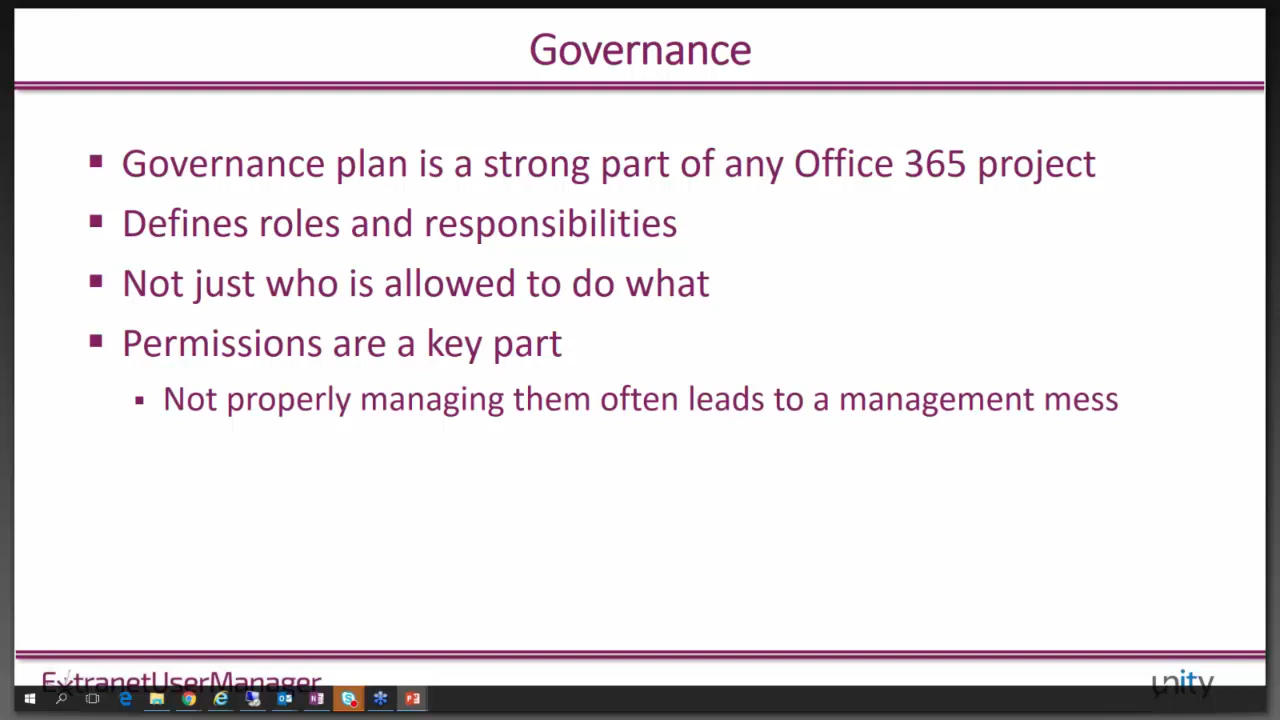 Governance
Governance plan is a strong part of any Office 365 project
Defines roles and responsibilities
Not just who is allowed to do what
Permissions are a key part
Not properly managing them often leads to a management mess
ExtranetUserManager
unity